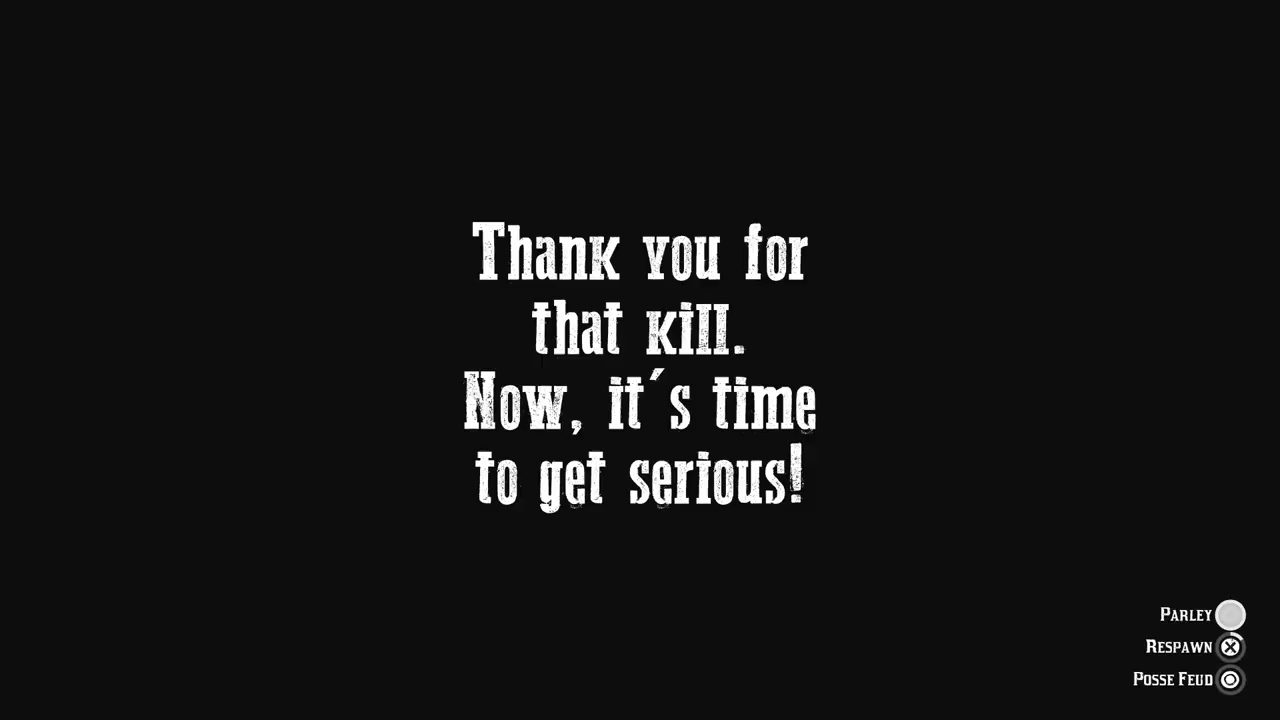 Thank you for
that kill.
Now, it´s time
to get serious!
Parley
Respawn
Posse Feud